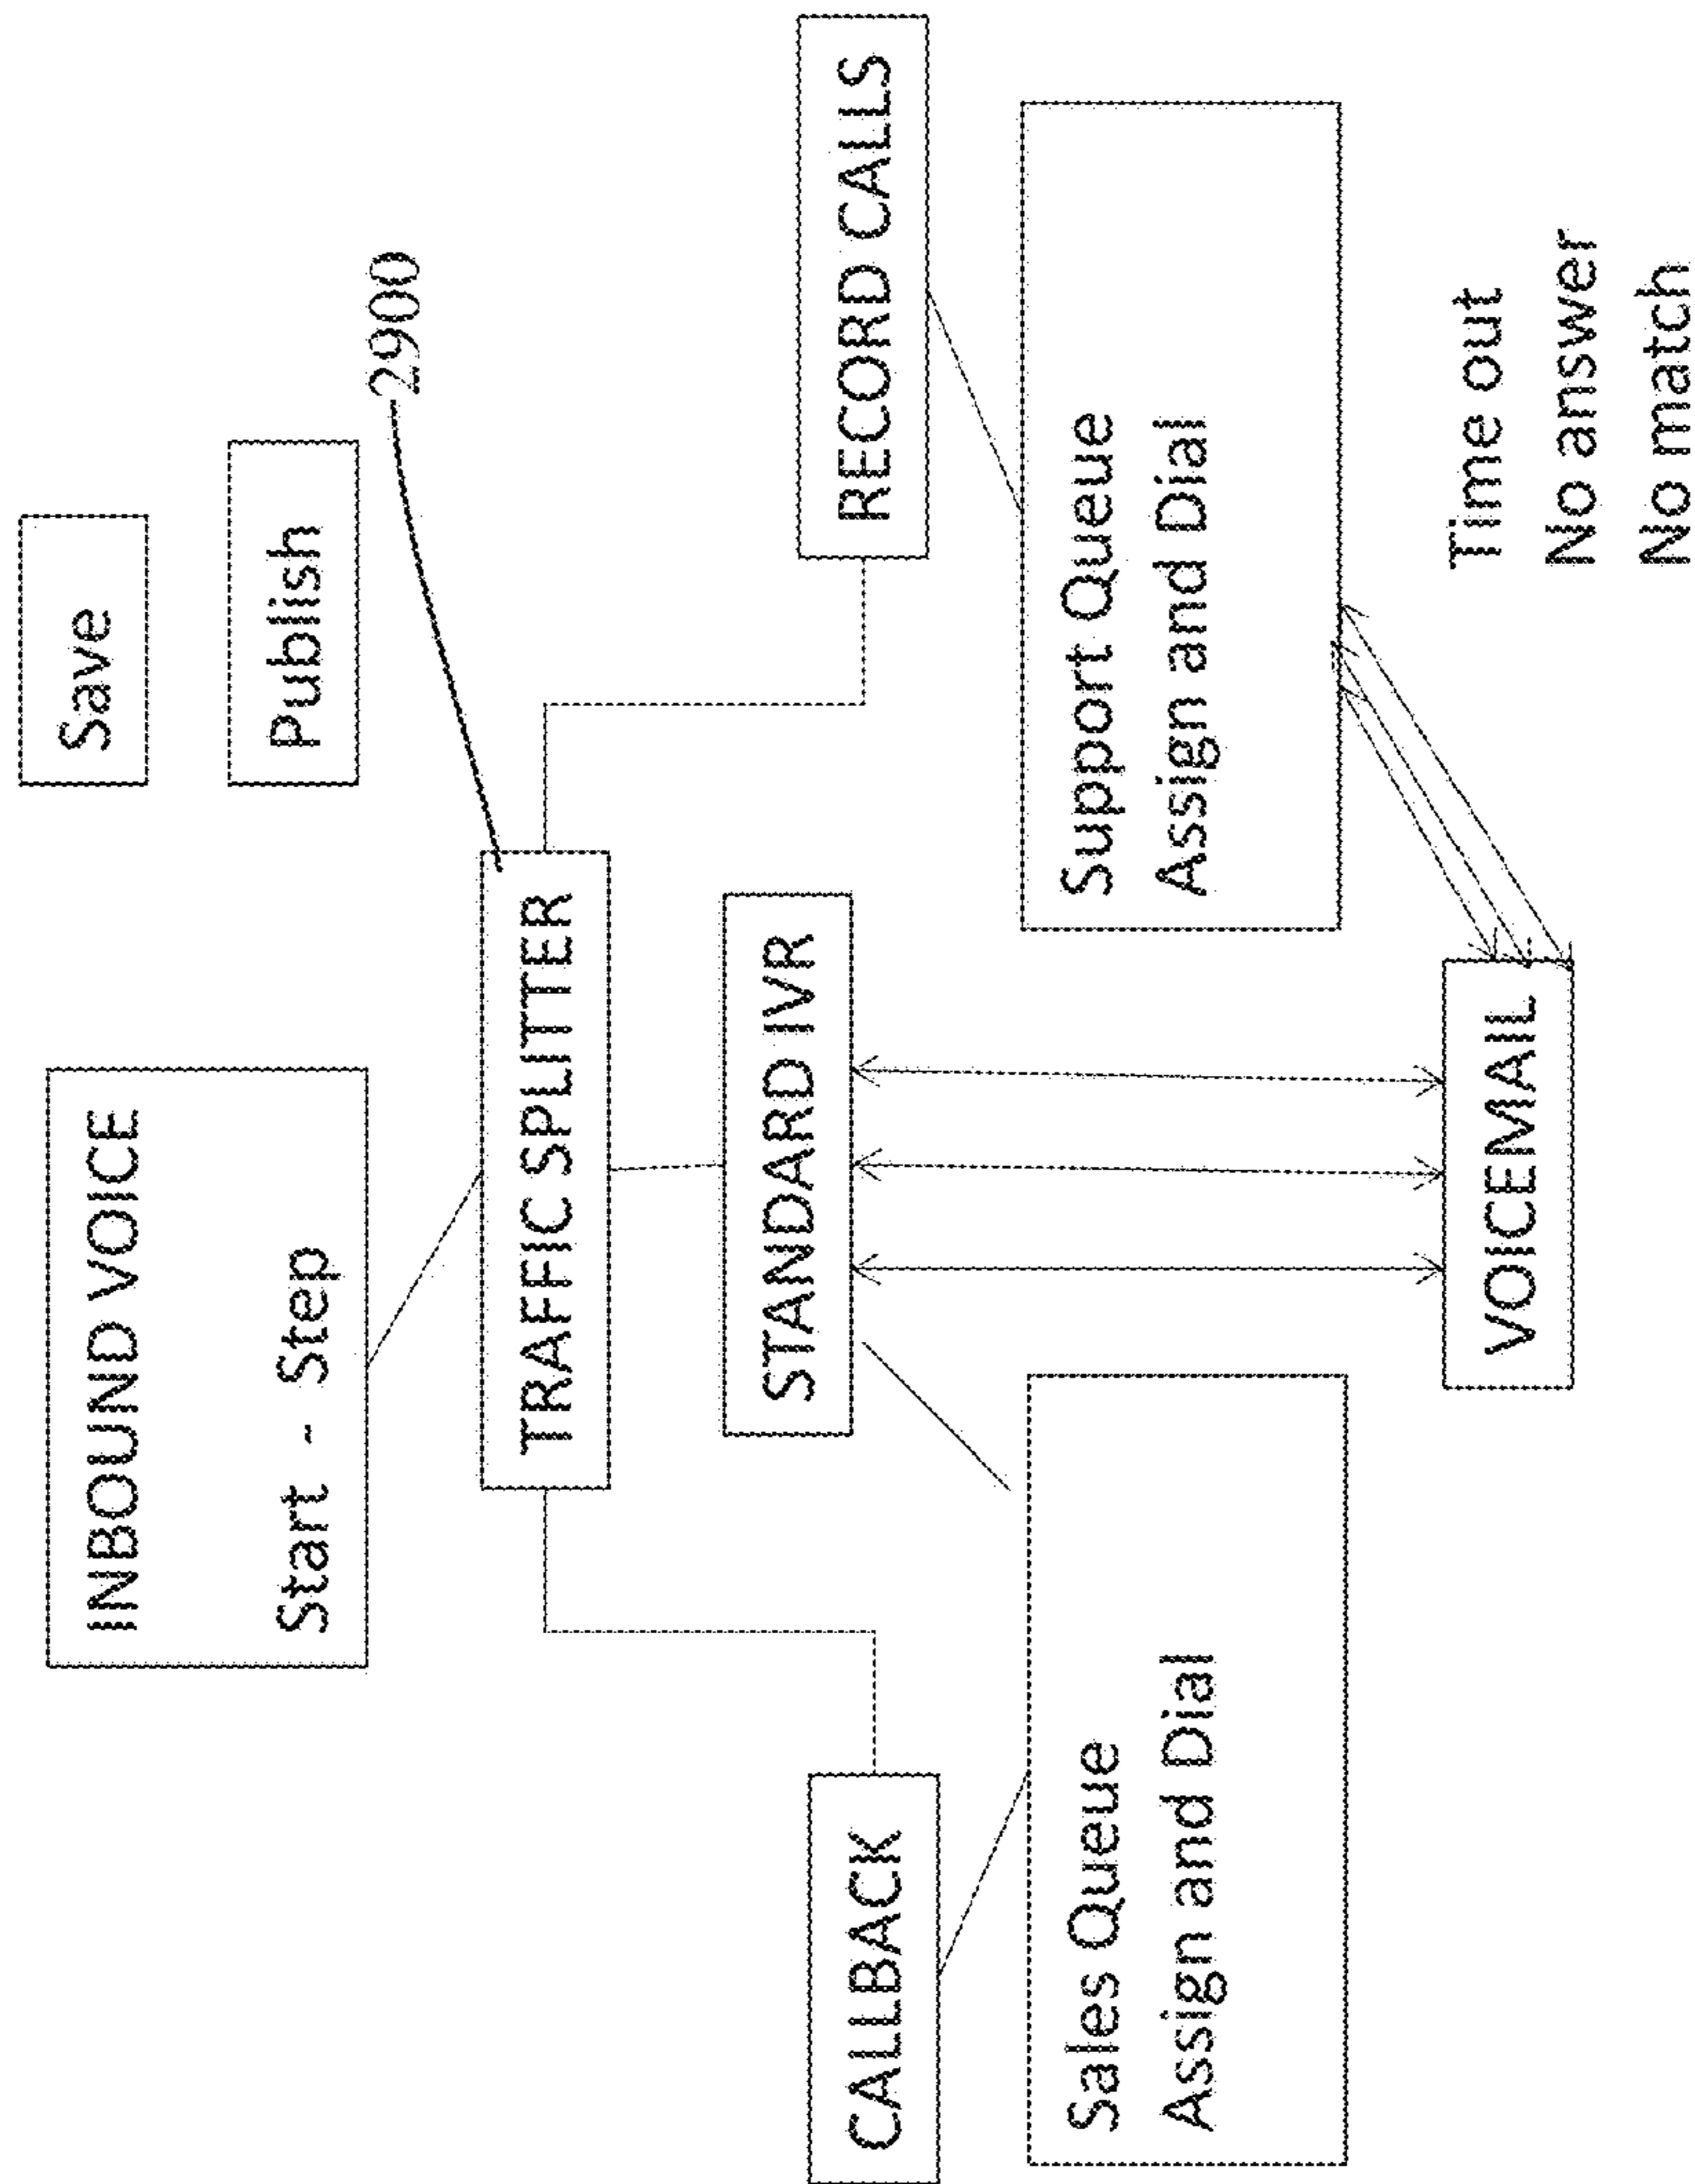 INBOUND VOICE
Start - Step
Save
Publish
2900
TRAFFIC SPLITTER
STANDARD IVR
CALLBACK
RECORD CALLS
Sales Queue
Assign and Dial
Support Queue
Assign and Dial
VOICEMAIL
Time out
No answer
No match